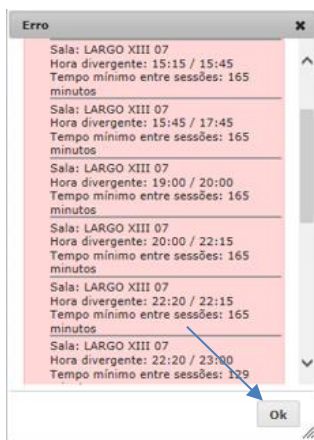 Erro
Sala: LARGO XIII 07
Hora divergente: 15:15 / 15:45
Tempo mínimo entre sessões: 165
minutos
Sala: LARGO XIII 07
Hora divergente: 15:45 / 17:45
Tempo mínimo entre sessões: 165
minutos
Sala: LARGO XIII 07
Hora divergente: 19:00 / 20:00
Tempo mínimo entre sessões: 165
minutos
Sala: LARGO XIII 07
Hora divergente: 20:00 / 22:15
Tempo mínimo entre sessões: 165
minutos
Sala: LARGO XIII 07
Hora divergente: 22:20 / 22:15
Tempo mínimo entre sessões: 165
minutos
Sala: LARGO XIII 07
Hora divergente: 22:20 / 23:00
Tempo mínimo entre sessões: 129
Ok